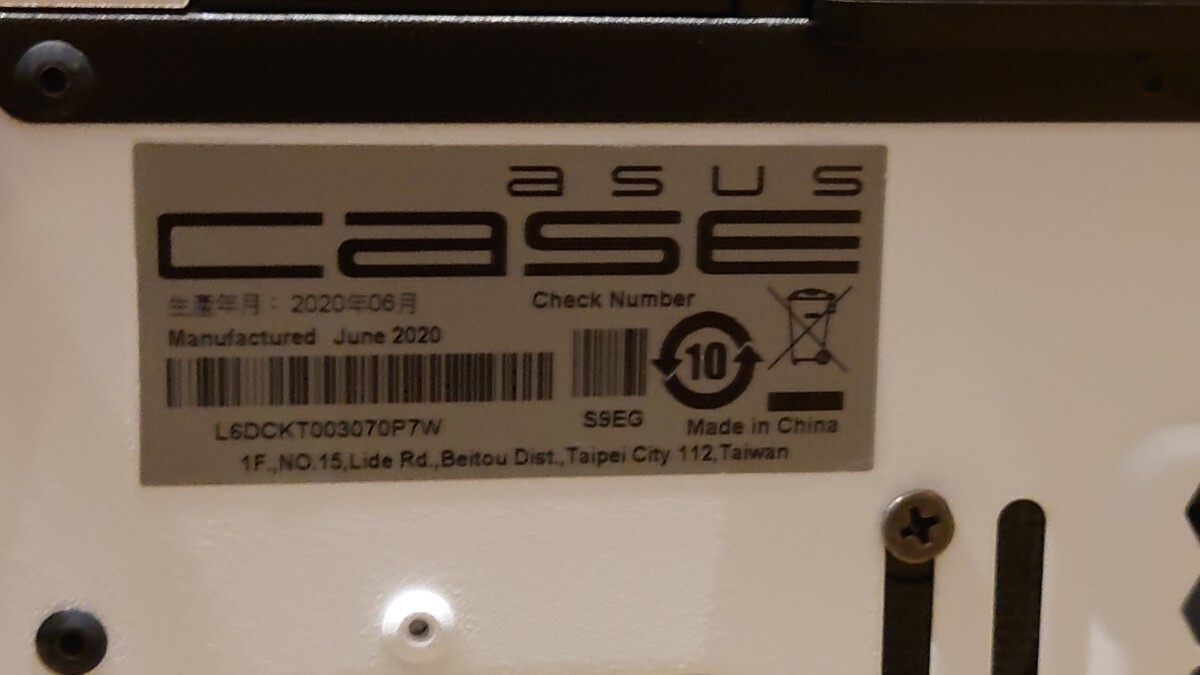 asus
case
生產年月： 2020年06月
Check Number
Manufactured June 2020
10
L6DCKT003070P7W
S9EG
Made in China
1F.,NO.15,Lide Rd.,Beitou Dist.,Taipei City 112,Taiwan